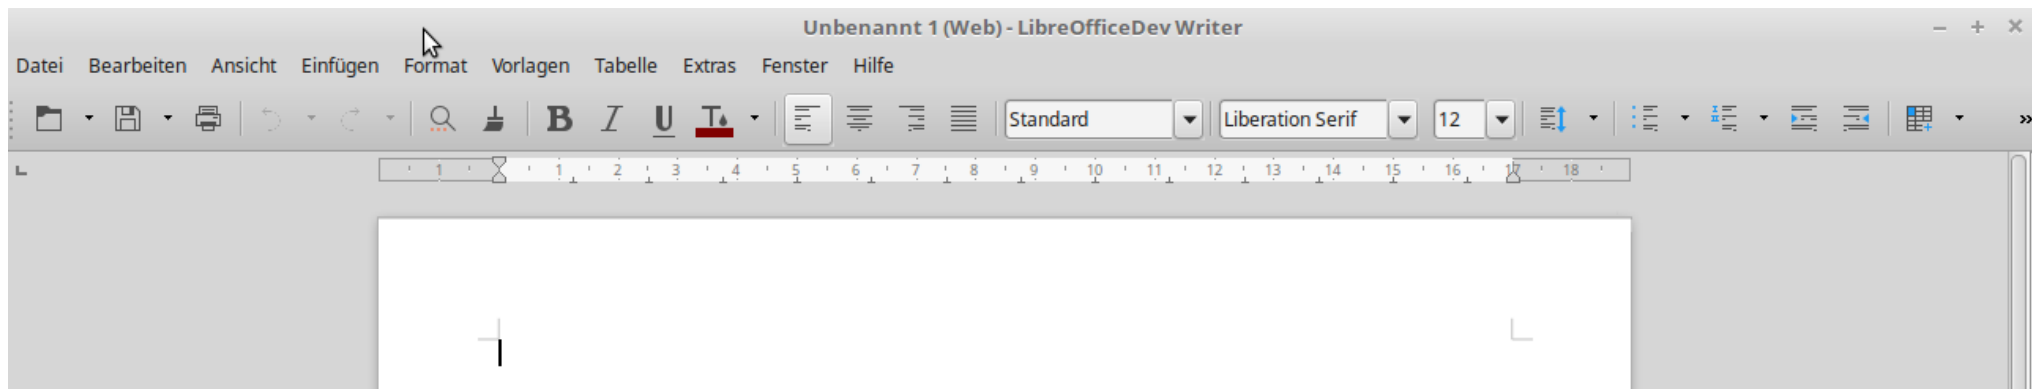 Unbenannt 1 (Web) - LibreOfficeDev Writer
Datei Bearbeiten Ansicht Einfügen Format Vorlagen Tabelle Extras Fenster Hilfe
B I U T Standard Liberation Serif 12 »
1 1 2 3 4 5 6 7 8 9 10 11 12 13 14 15 16 17 18